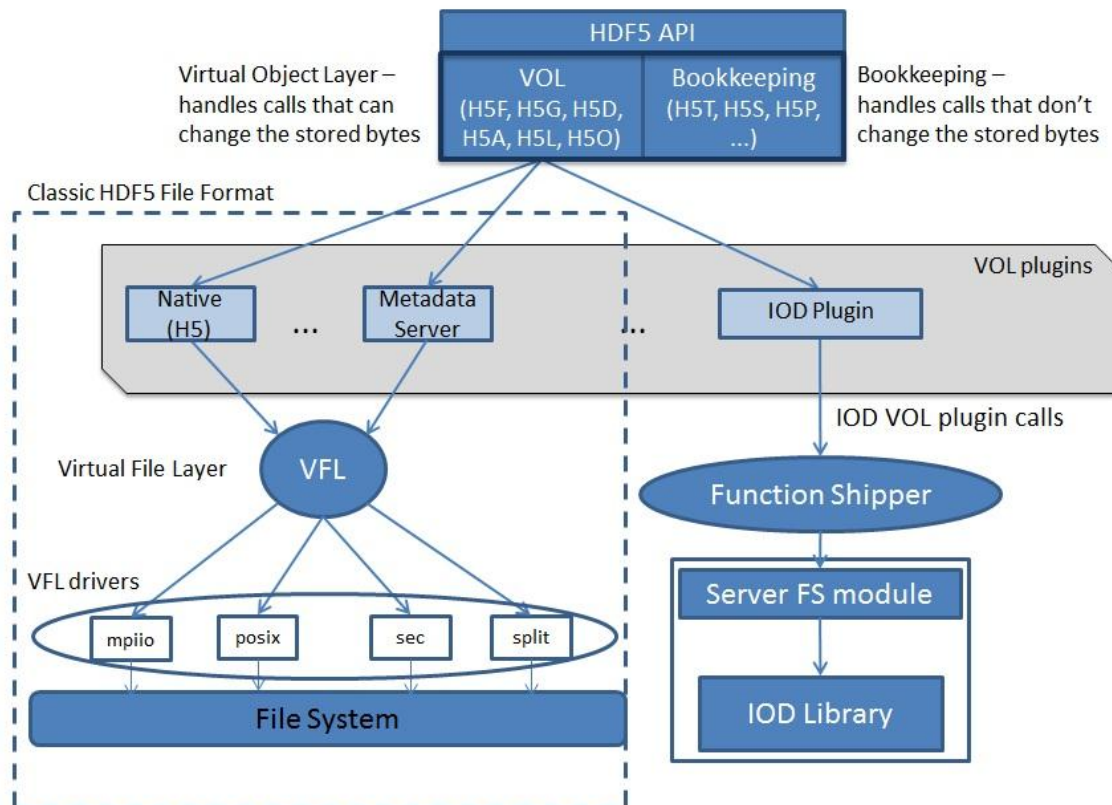 HDF5 API
Virtual Object Layer –
handles calls that can
change the stored bytes
VOL
(H5F, H5G, H5D,
H5A, H5L, H5O)
Bookkeeping
(H5T, H5S, H5P,
...)
Bookkeeping –
handles calls that don’t
change the stored bytes
Classic HDF5 File Format
VOL plugins
Native
(H5)
...
Metadata
Server
...
IOD Plugin
IOD VOL plugin calls
Virtual File Layer
VFL
Function Shipper
VFL drivers
mpiio
posix
sec
split
Server FS module
File System
IOD Library